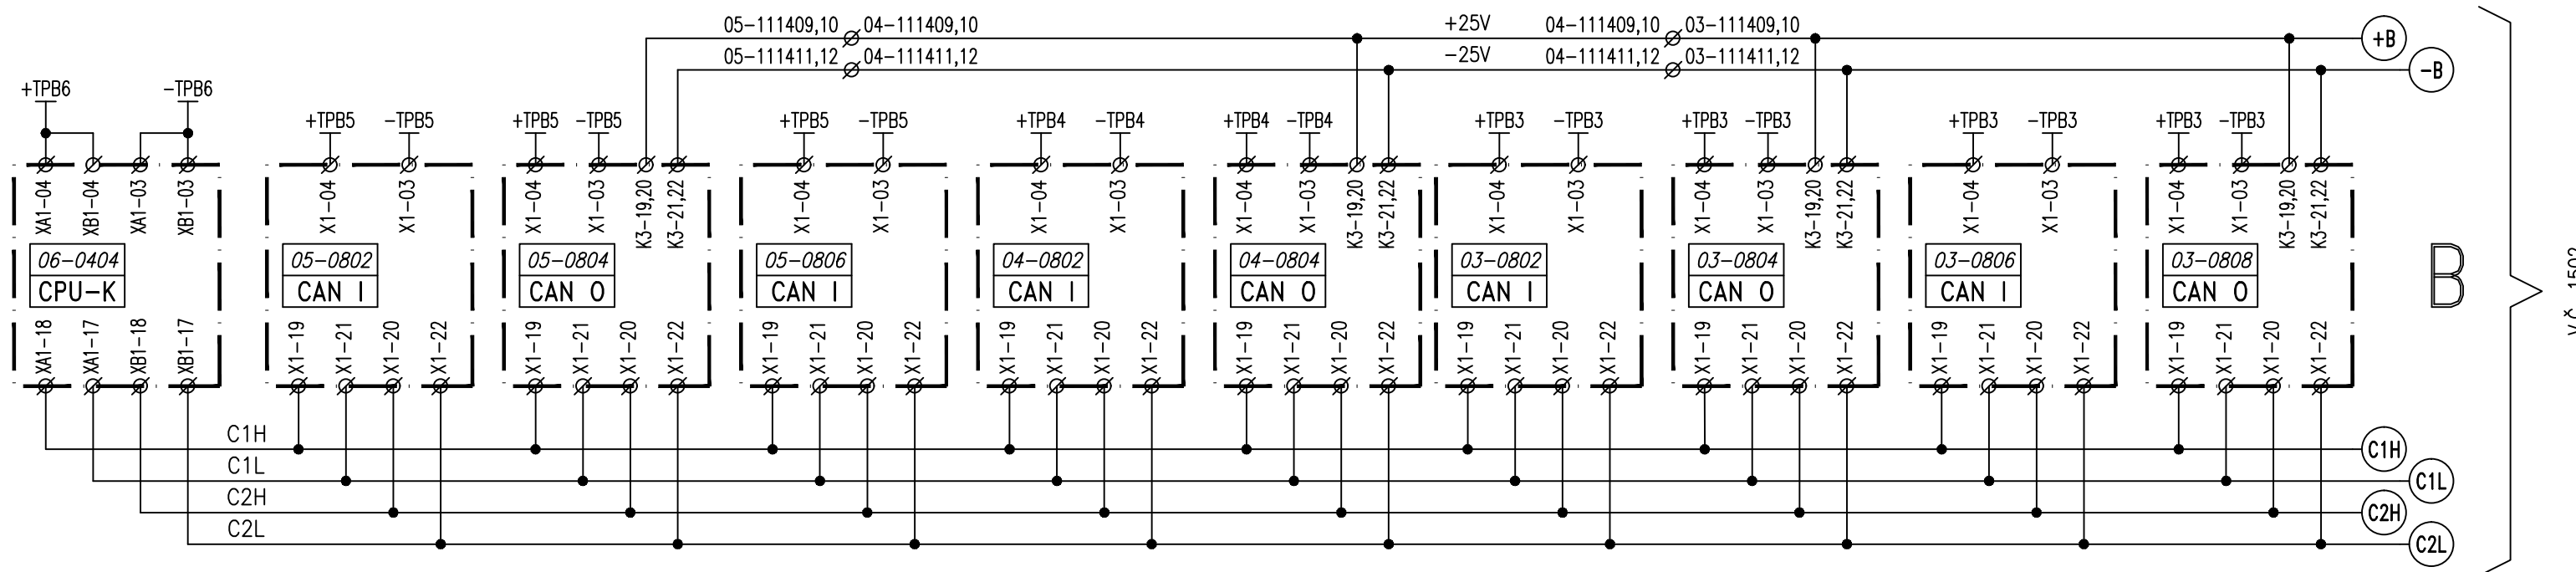 05-111409,10 04-111409,10 +25V 04-111409,10 03-111409,10 +B
05-111411,12 04-111411,12 -25V 04-111411,12 03-111411,12 -B
+TPB6 -TPB6
+TPB5 -TPB5 +TPB5 -TPB5 +TPB5 -TPB5 +TPB4 -TPB4 +TPB4 -TPB4 +TPB3 -TPB3 +TPB3 -TPB3 +TPB3 -TPB3 +TPB3 -TPB3
XA1-04 XB1-04 XA1-03 XB1-03 X1-04 X1-03 X1-04 X1-03 K3-19,20 K3-21,22 X1-04 X1-03 X1-04 X1-03 X1-04 X1-03 K3-19,20 K3-21,22 X1-04 X1-03 X1-04 X1-03 K3-19,20 K3-21,22 X1-04 X1-03 X1-04 X1-03 K3-19,20 K3-21,22
06-0404 05-0802 05-0804 05-0806 04-0802 04-0804 03-0802 03-0804 03-0806 03-0808 B
CPU-K CAN I CAN O CAN I CAN I CAN O CAN I CAN O CAN I CAN O
V.Č. 1502
XA1-18 XA1-17 XB1-18 XB1-17 X1-19 X1-21 X1-20 X1-22 X1-19 X1-21 X1-20 X1-22 X1-19 X1-21 X1-20 X1-22 X1-19 X1-21 X1-20 X1-22 X1-19 X1-21 X1-20 X1-22 X1-19 X1-21 X1-20 X1-22 X1-19 X1-21 X1-20 X1-22 X1-19 X1-21 X1-20 X1-22 X1-19 X1-21 X1-20 X1-22
C1H C1H
C1L C1L
C2H C2H
C2L C2L